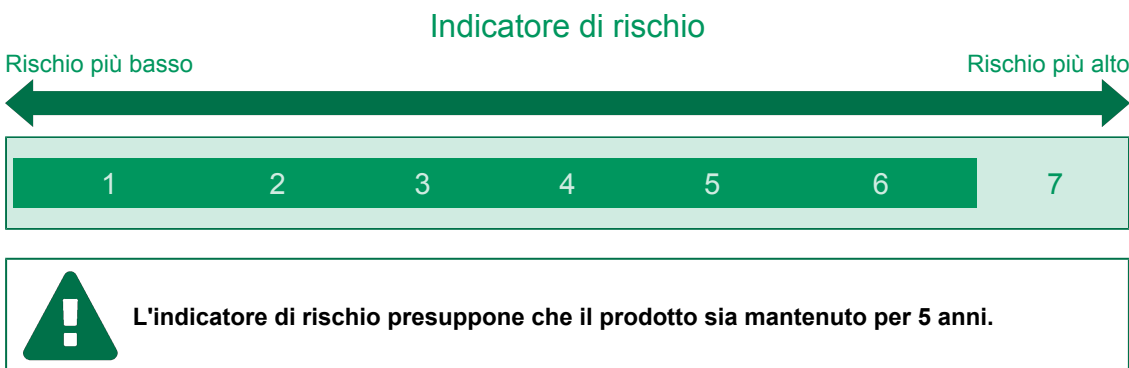 Indicatore di rischio
Rischio più basso Rischio più alto
1 2 3 4 5 6 7
L'indicatore di rischio presuppone che il prodotto sia mantenuto per 5 anni.